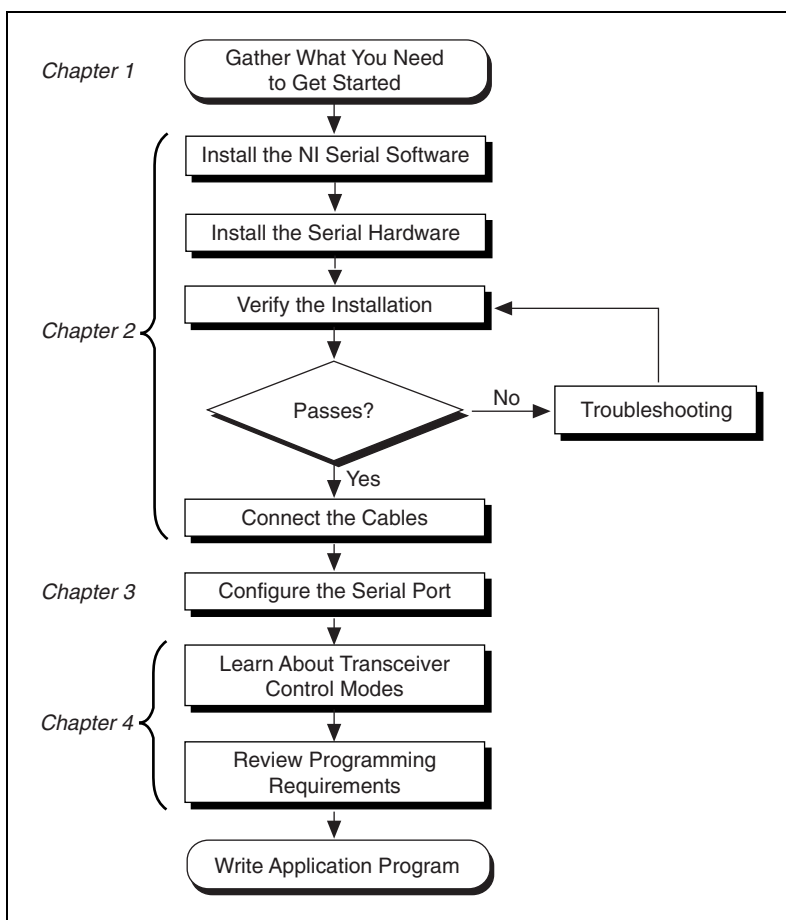 Chapter 1
Gather What You Need
to Get Started
Install the NI Serial Software
Install the Serial Hardware
Verify the Installation
Chapter 2
Passes?
No
Troubleshooting
Yes
Connect the Cables
Chapter 3
Configure the Serial Port
Learn About Transceiver
Control Modes
Chapter 4
Review Programming
Requirements
Write Application Program